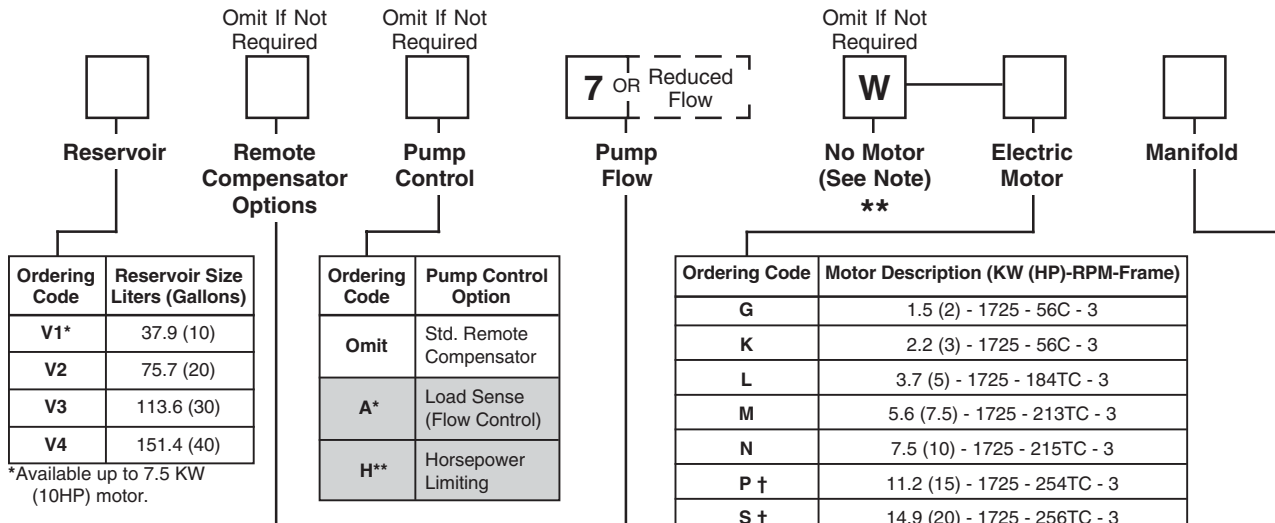 Omit If Not
Required
Omit If Not
Required
Omit If Not
Required
7 OR Reduced
Flow
W
Reservoir
Remote
Compensator
Options
Pump
Control
Pump
Flow
No Motor
(See Note)
**
Electric
Motor
Manifold
Ordering
Code
Reservoir Size
Liters (Gallons)
V1* 37.9 (10)
V2 75.7 (20)
V3 113.6 (30)
V4 151.4 (40)
*Available up to 7.5 KW
(10HP) motor.
Ordering
Code
Pump Control
Option
Omit
Std. Remote
Compensator
A*
Load Sense
(Flow Control)
H**
Horsepower
Limiting
Ordering Code Motor Description (KW (HP)-RPM-Frame)
G 1.5 (2) - 1725 - 56C - 3
K 2.2 (3) - 1725 - 56C - 3
L 3.7 (5) - 1725 - 184TC - 3
M 5.6 (7.5) - 1725 - 213TC - 3
N 7.5 (10) - 1725 - 215TC - 3
P † 11.2 (15) - 1725 - 254TC - 3
S † 14.9 (20) - 1725 - 256TC - 3